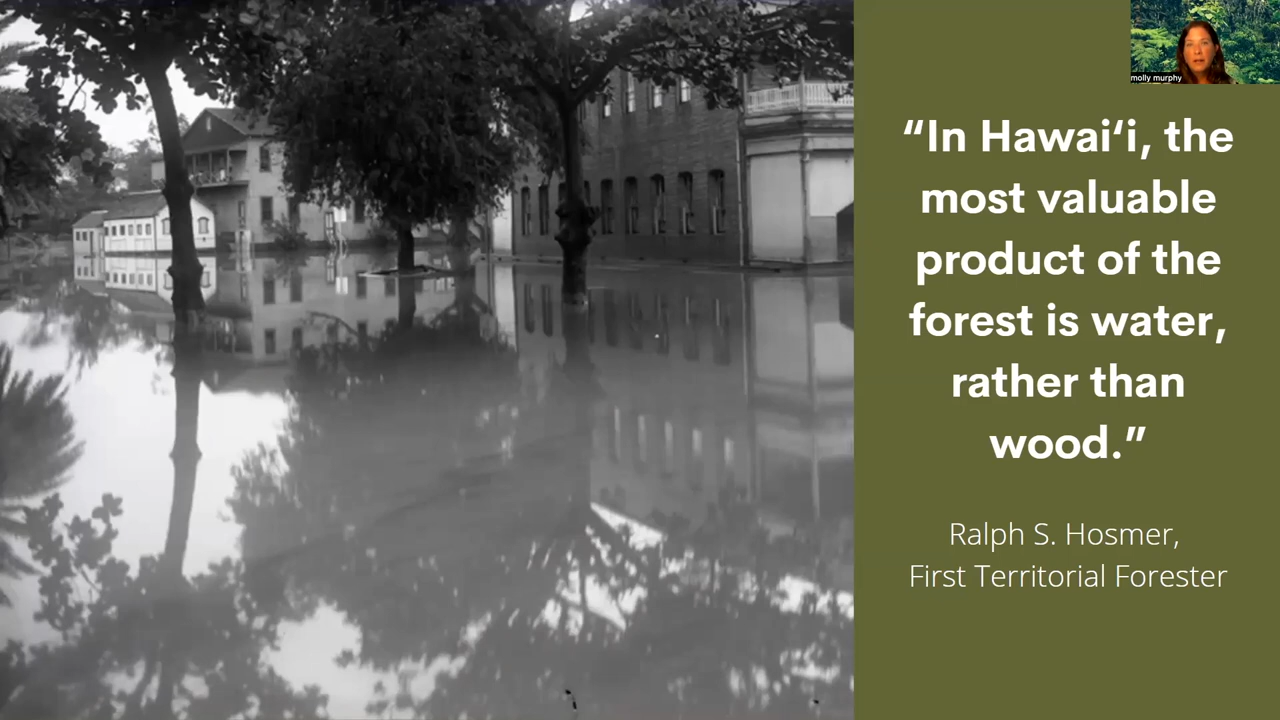 molly murphy
“In Hawaiʻi, the
most valuable
product of the
forest is water,
rather than
wood.”
Ralph S. Hosmer,
First Territorial Forester